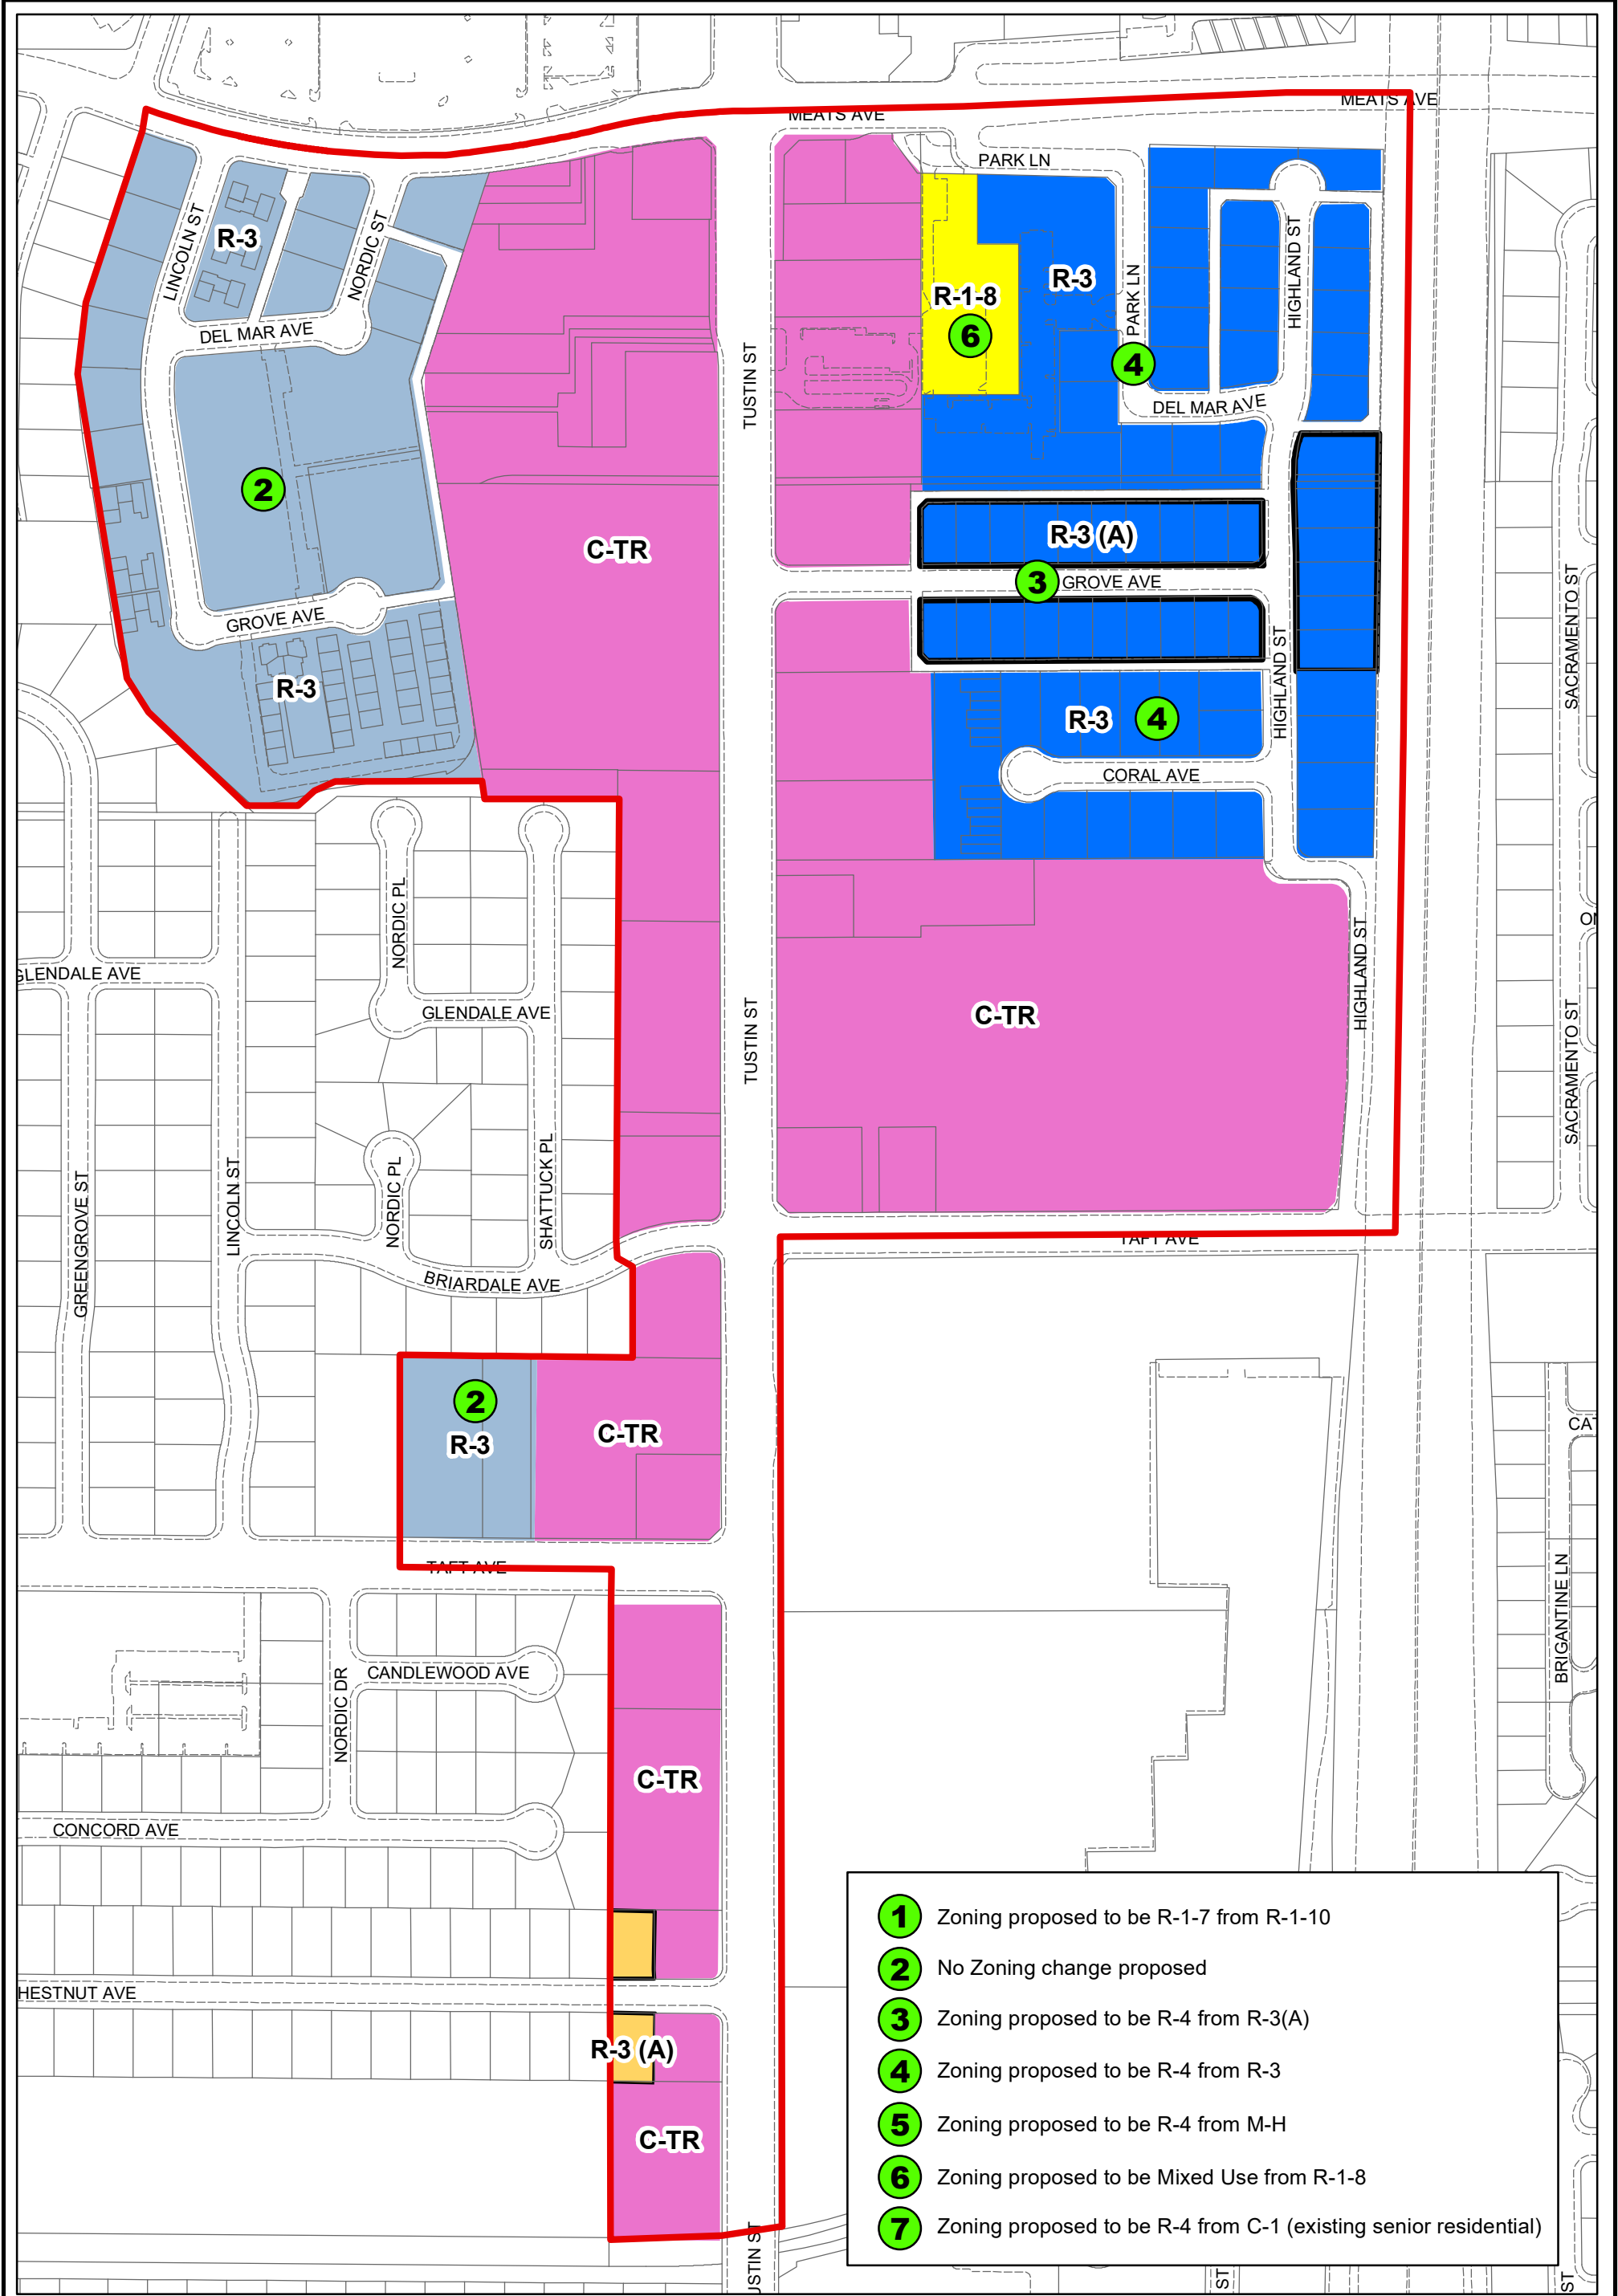 MEATS AVE
MEATS AVE
PARK LN
LINCOLN ST
R-3
NORDIC ST
DEL MAR AVE
R-1-8
6
R-3
PARK LN
4
HIGHLAND ST
DEL MAR AVE
TUSTIN ST
2
C-TR
R-3 (A)
3
GROVE AVE
GROVE AVE
R-3
R-3
4
HIGHLAND ST
CORAL AVE
SACRAMENTO ST
NORDIC PL
GLENDALE AVE
GLENDALE AVE
TUSTIN ST
C-TR
HIGHLAND ST
SACRAMENTO ST
GREENGROVE ST
LINCOLN ST
NORDIC PL
SHATTUCK PL
BRIARDALE AVE
TAFT AVE
2
R-3
C-TR
CAT
TAFT AVE
NORDIC DR
CANDLEWOOD AVE
BRIGANTINE LN
C-TR
CONCORD AVE
HESTNUT AVE
R-3 (A)
C-TR
USTIN ST
ST
ST
1 Zoning proposed to be R-1-7 from R-1-10
2 No Zoning change proposed
3 Zoning proposed to be R-4 from R-3(A)
4 Zoning proposed to be R-4 from R-3
5 Zoning proposed to be R-4 from M-H
6 Zoning proposed to be Mixed Use from R-1-8
7 Zoning proposed to be R-4 from C-1 (existing senior residential)